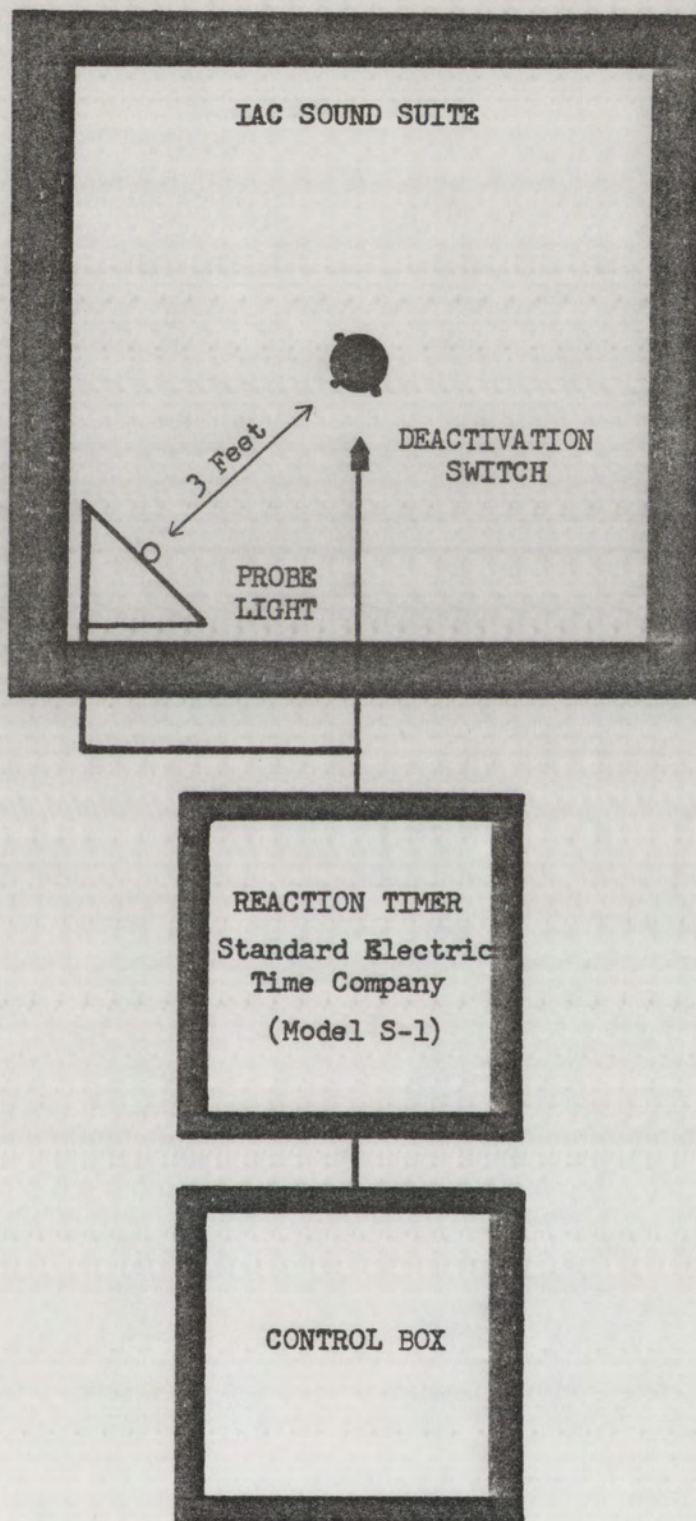 IAC SOUND SUITE
3 Feet
DEACTIVATION
SWITCH
PROBE
LIGHT
REACTION TIMER
Standard Electric
Time Company
(Model S-1)
CONTROL BOX